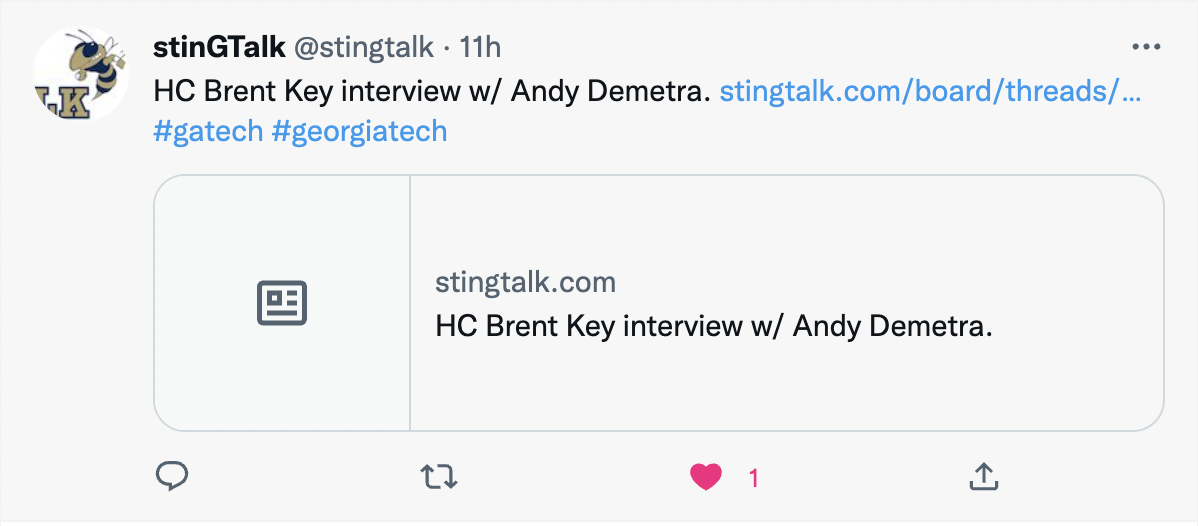 stinGTalk @stingtalk · 11h
HC Brent Key interview w/ Andy Demetra. stingtalk.com/board/threads/…
#gatech #georgiatech
LK
stingtalk.com
HC Brent Key interview w/ Andy Demetra.
1